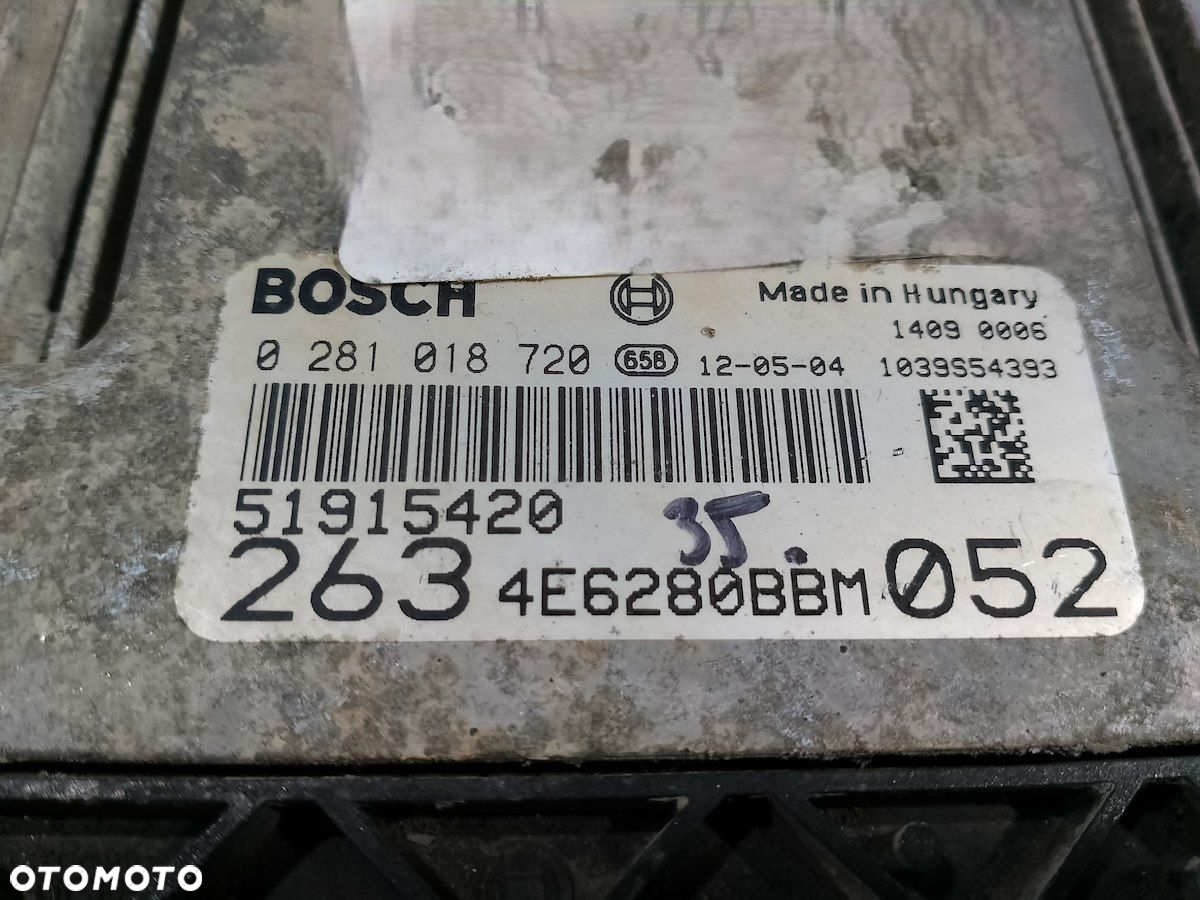 BOSCH
Made in Hungary
1409 0006
0 281 018 720 65B 12-05-04 1039S54393
51915420
35.
263 4E6280BBM 052
OTOMOTO